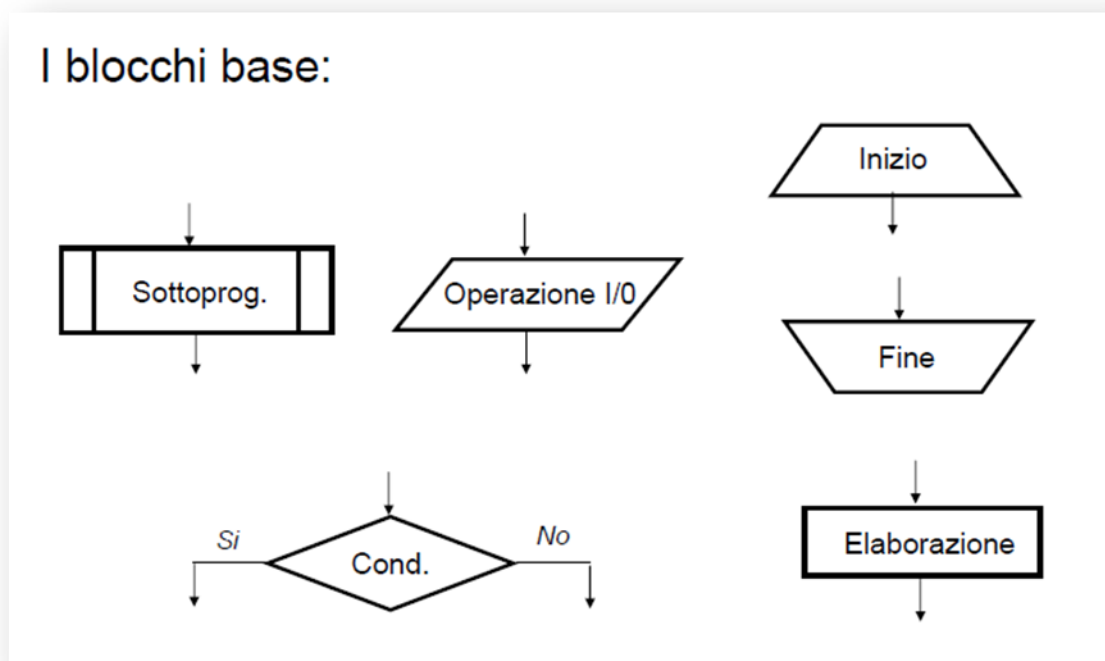 I blocchi base:
Inizio
Sottoprog.
Operazione I/0
Fine
Si
No
Cond.
Elaborazione